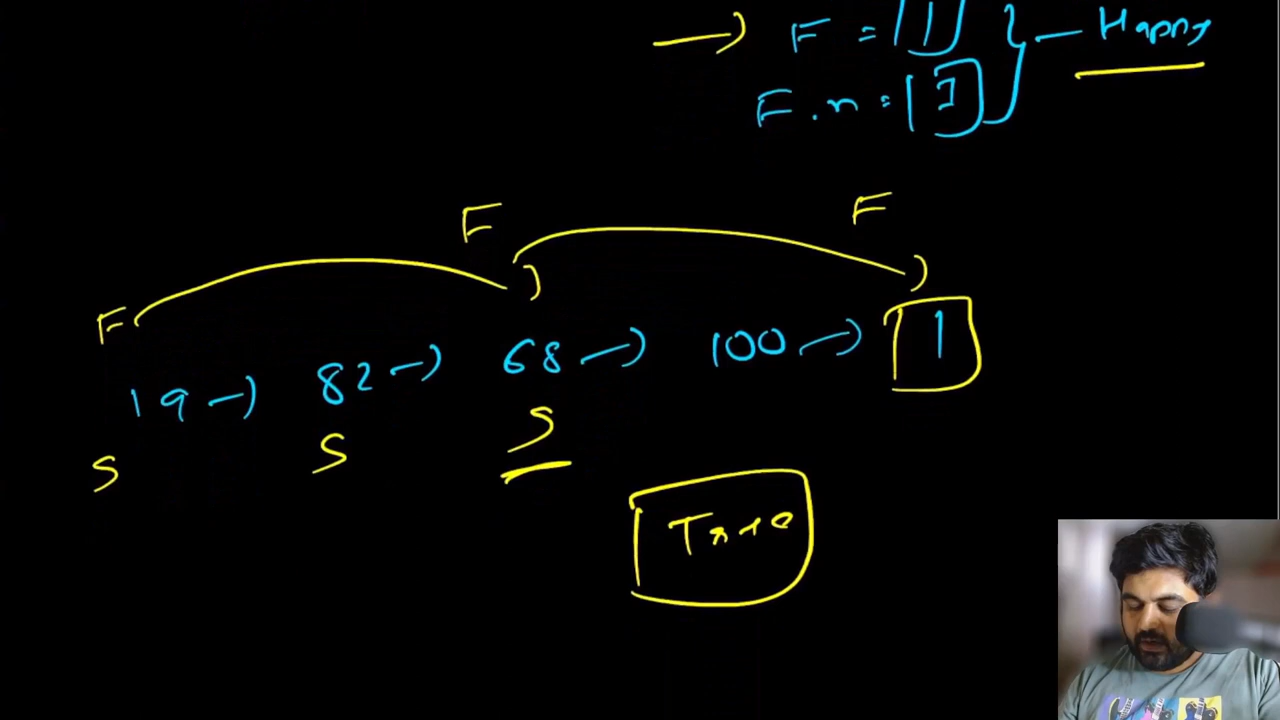 → F = |1| } — Happy
F.n = |1|
F F
F
19 → 82 → 68 → 100 → 1
S S S
True